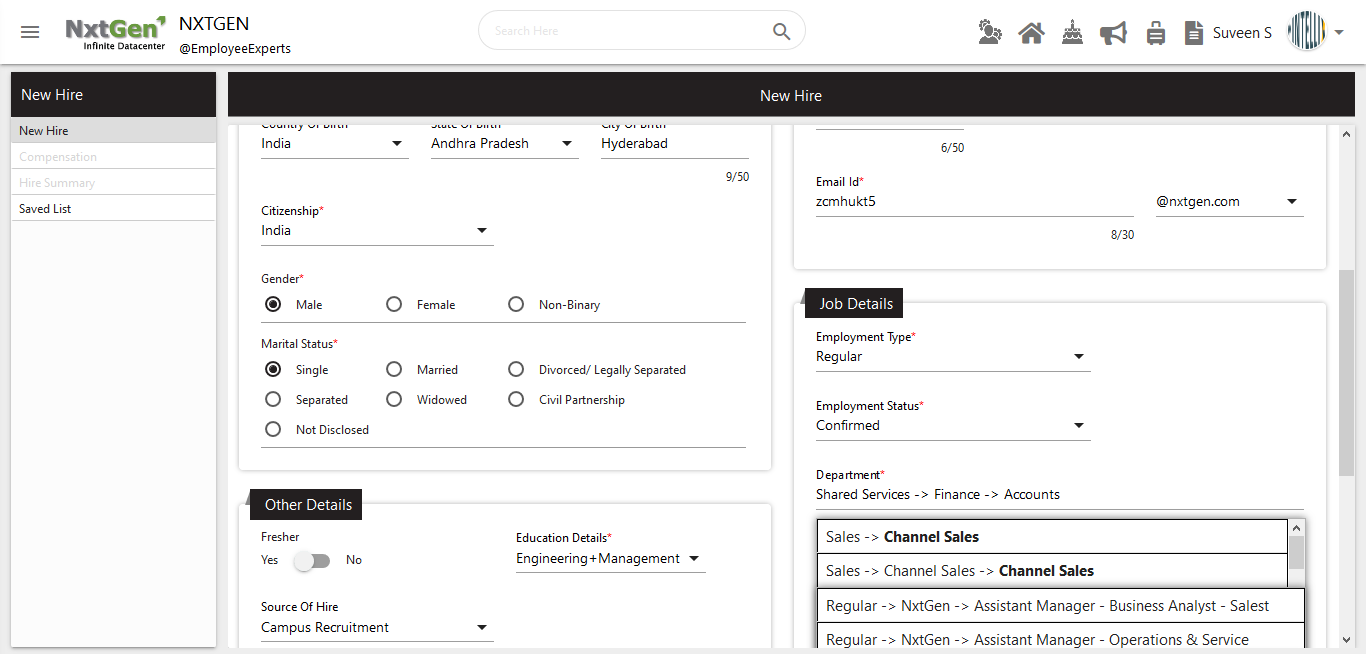 NxtGen
Infinite Datacenter
NXTGEN
@EmployeeExperts
Search Here
Suveen S
New Hire
New Hire
Compensation
Hire Summary
Saved List
New Hire
Country Of Birth
State Of Birth
City Of Birth
India
Andhra Pradesh
Hyderabad
9/50
Citizenship*
India
Gender*
Male
Female
Non-Binary
Marital Status*
Single
Married
Divorced/ Legally Separated
Separated
Widowed
Civil Partnership
Not Disclosed
Other Details
Fresher
Yes
No
Education Details*
Engineering+Management
Source Of Hire
Campus Recruitment
6/50
Email Id*
zcmhukt5
@nxtgen.com
8/30
Job Details
Employment Type*
Regular
Employment Status*
Confirmed
Department*
Shared Services -> Finance -> Accounts
Sales -> Channel Sales
Sales -> Channel Sales -> Channel Sales
Regular -> NxtGen -> Assistant Manager - Business Analyst - Salest
Regular -> NxtGen -> Assistant Manager - Operations & Service